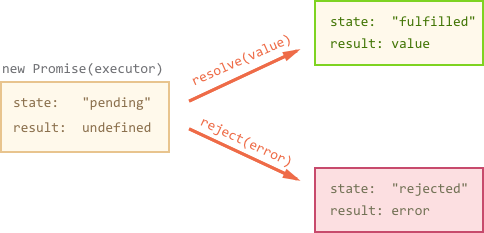 new Promise(executor)
state: "pending"
result: undefined
resolve(value)
reject(error)
state: "fulfilled"
result: value
state: "rejected"
result: error